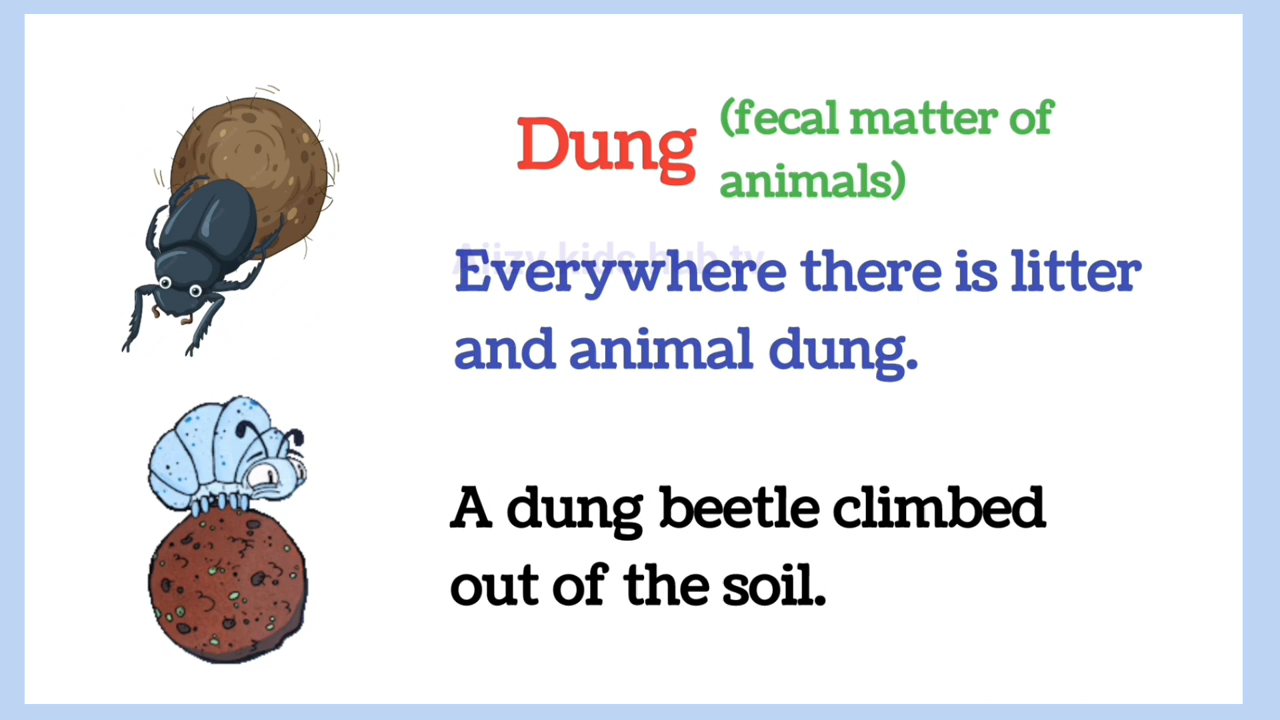 Dung
(fecal matter of
animals)
Everywhere there is litter
and animal dung.
A dung beetle climbed
out of the soil.